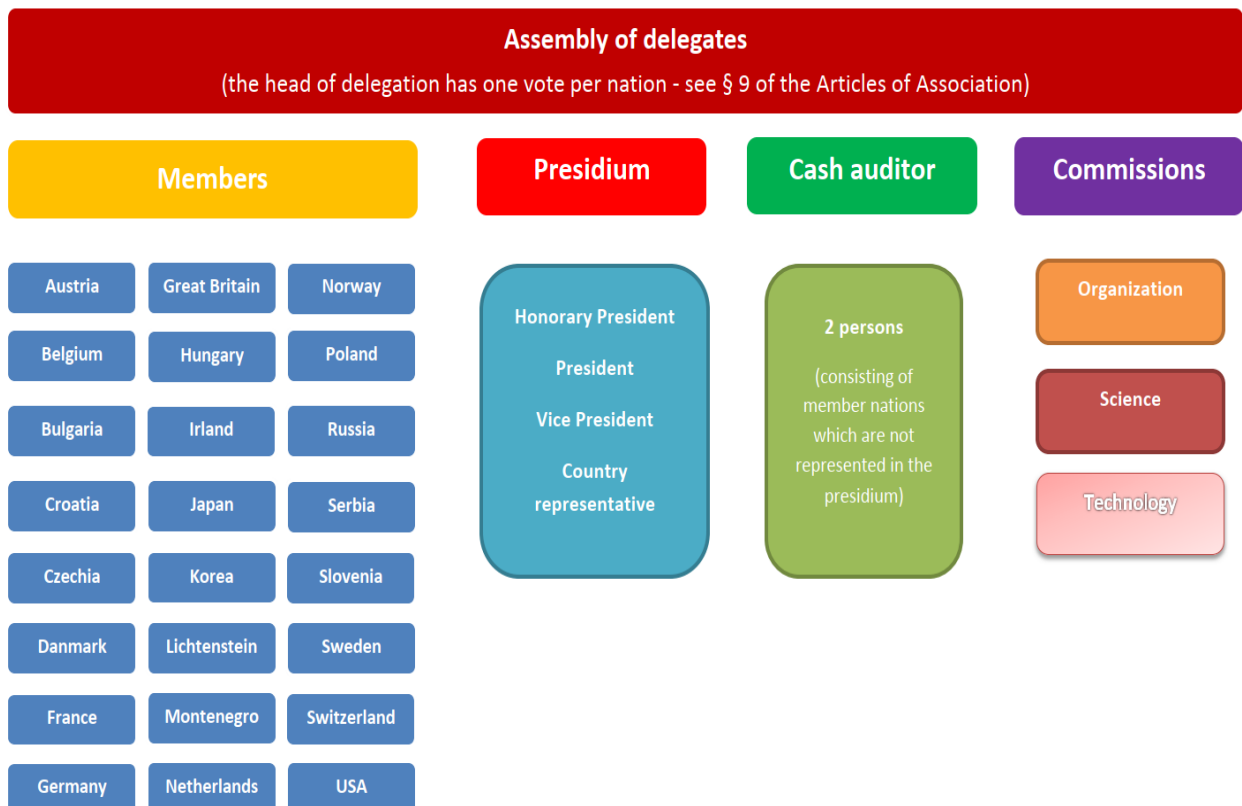 Assembly of delegates
(the head of delegation has one vote per nation - see § 9 of the Articles of Association)
Members
Presidium
Cash auditor
Commissions
Austria
Great Britain
Norway
Belgium
Hungary
Poland
Bulgaria
Irland
Russia
Croatia
Japan
Serbia
Czechia
Korea
Slovenia
Danmark
Lichtenstein
Sweden
France
Montenegro
Switzerland
Germany
Netherlands
USA
Honorary President
President
Vice President
Country
representative
2 persons
(consisting of
member nations
which are not
represented in the
presidium)
Organization
Science
Technology